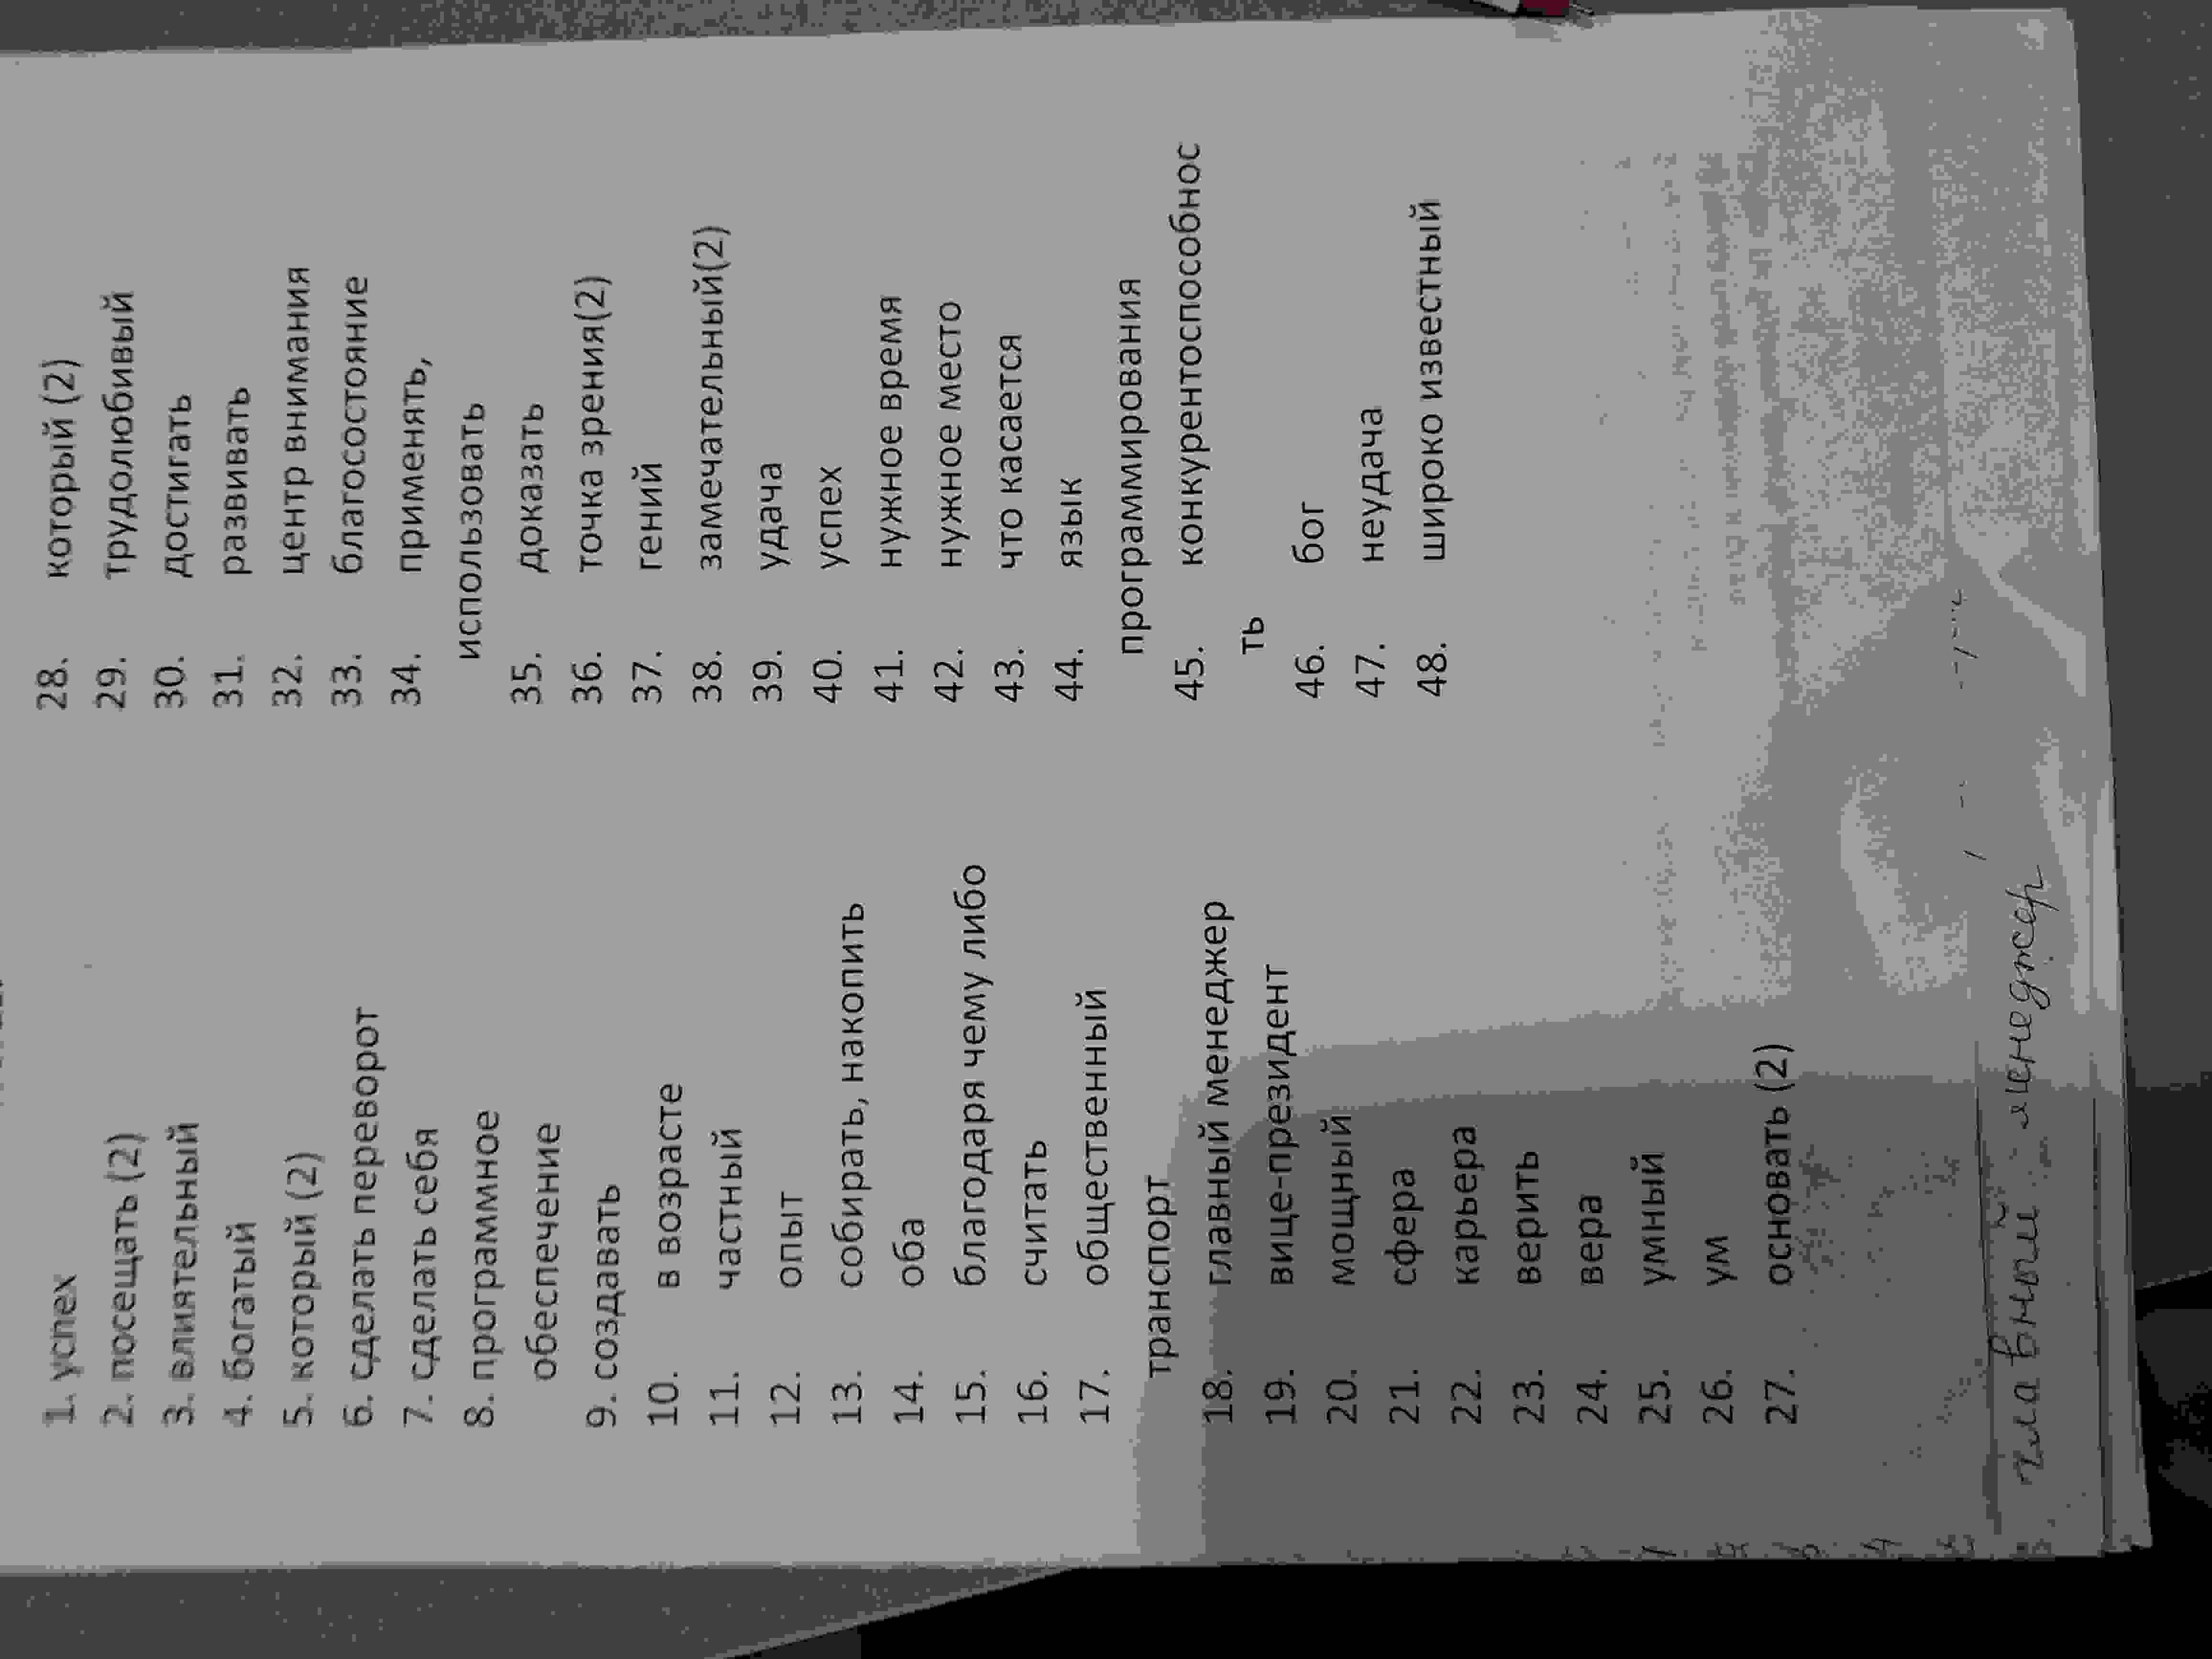 1. успех
2. посещать (2)
3. влиятельный
4. богатый
5. который (2)
6. сделать переворот
7. сделать себя
8. программное
обеспечение
9. создавать
10. в возрасте
11. частный
12. опыт
13. собирать, накопить
14. оба
15. благодаря чему либо
16. считать
17. общественный
транспорт
18. главный менеджер
19. вице-президент
20. мощный
21. сфера
22. карьера
23. верить
24. вера
25. умный
26. ум
27. основать (2)
28. который (2)
29. трудолюбивый
30. достигать
31. развивать
32. центр внимания
33. благосостояние
34. применять,
использовать
35. доказать
36. точка зрения(2)
37. гений
38. замечательный(2)
39. удача
40. успех
41. нужное время
42. нужное место
43. что касается
44. язык
программирования
45. конкурентоспособнос
ть
46. бог
47. неудача
48. широко известный
главный менеджер